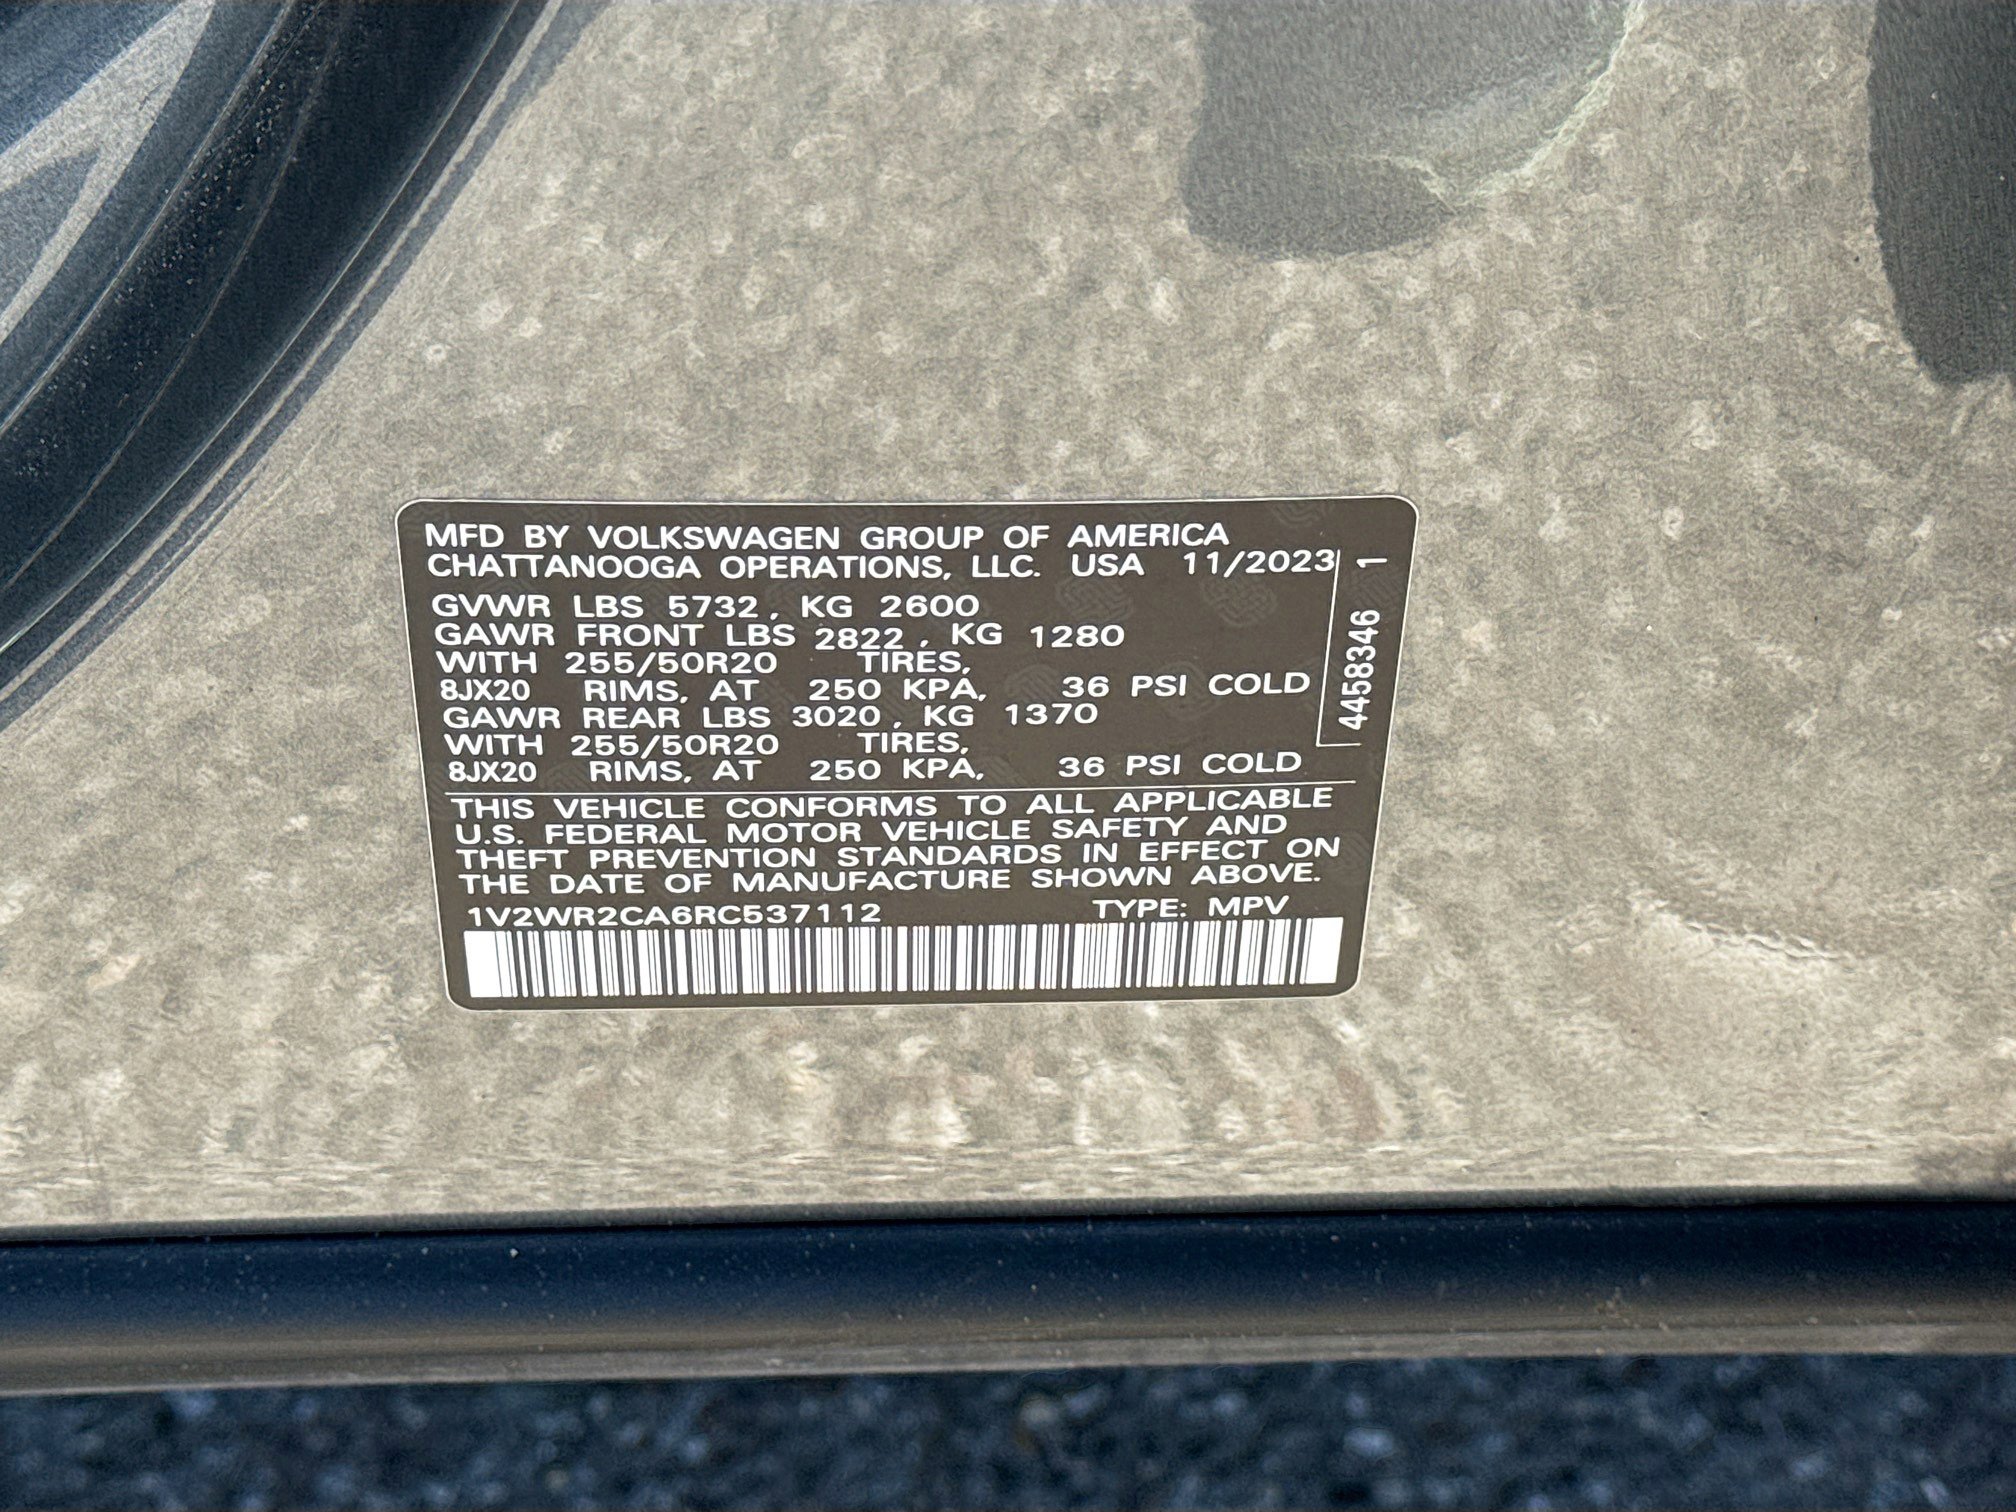 MFD BY VOLKSWAGEN GROUP OF AMERICA
CHATTANOOGA OPERATIONS, LLC. USA 11/2023
GVWR LBS 5732, KG 2600
GAWR FRONT LBS 2822, KG 1280
WITH 255/50R20 TIRES,
8JX20 RIMS, AT 250 KPA, 36 PSI COLD
GAWR REAR LBS 3020, KG 1370
WITH 255/50R20 TIRES,
8JX20 RIMS, AT 250 KPA, 36 PSI COLD
4458346 1
THIS VEHICLE CONFORMS TO ALL APPLICABLE
U.S. FEDERAL MOTOR VEHICLE SAFETY AND
THEFT PREVENTION STANDARDS IN EFFECT ON
THE DATE OF MANUFACTURE SHOWN ABOVE.
1V2WR2CA6RC537112 TYPE: MPV